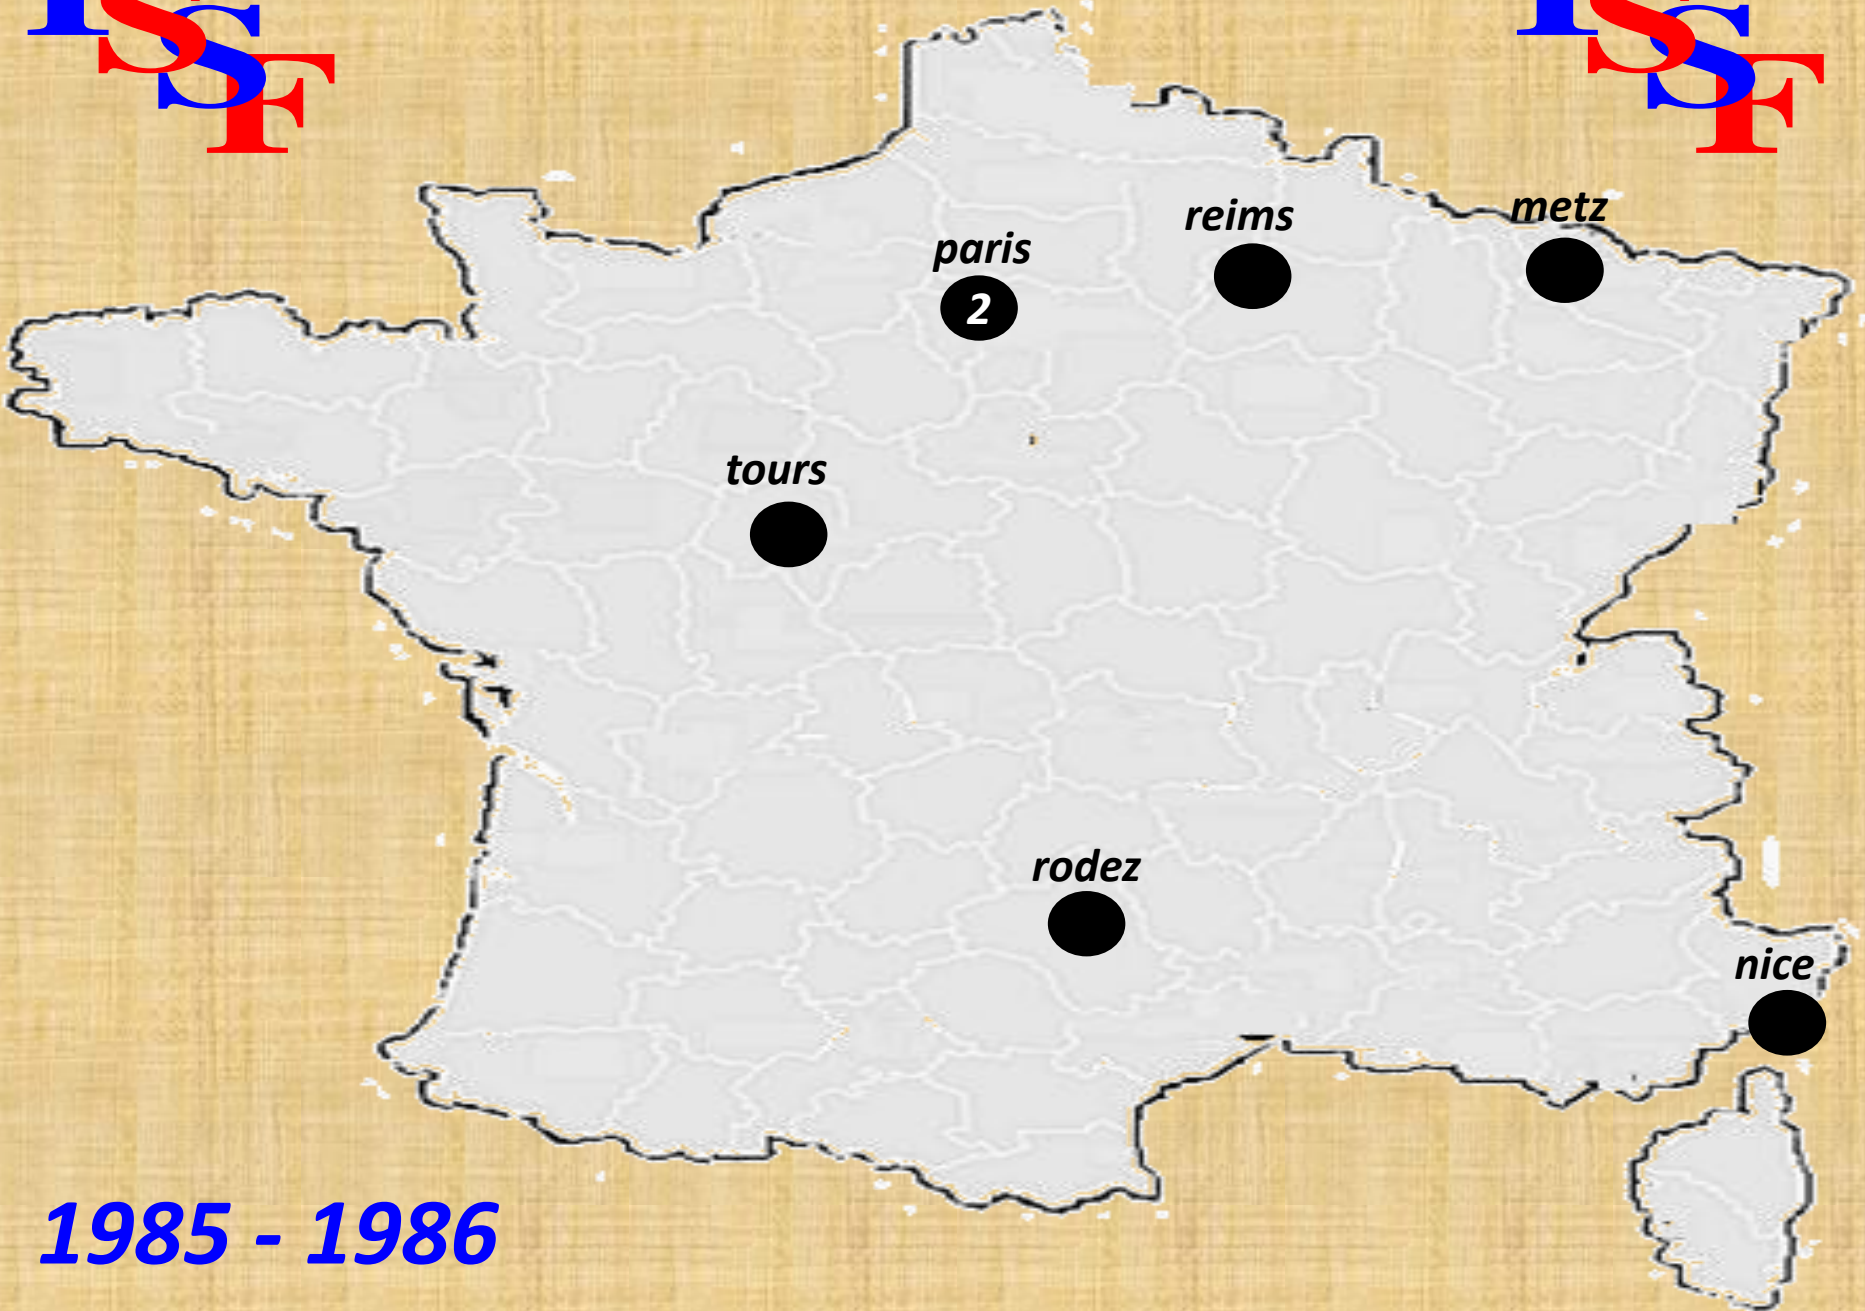 ISSF
ISSF
metz
reims
paris
2
tours
rodez
nice
1985 - 1986